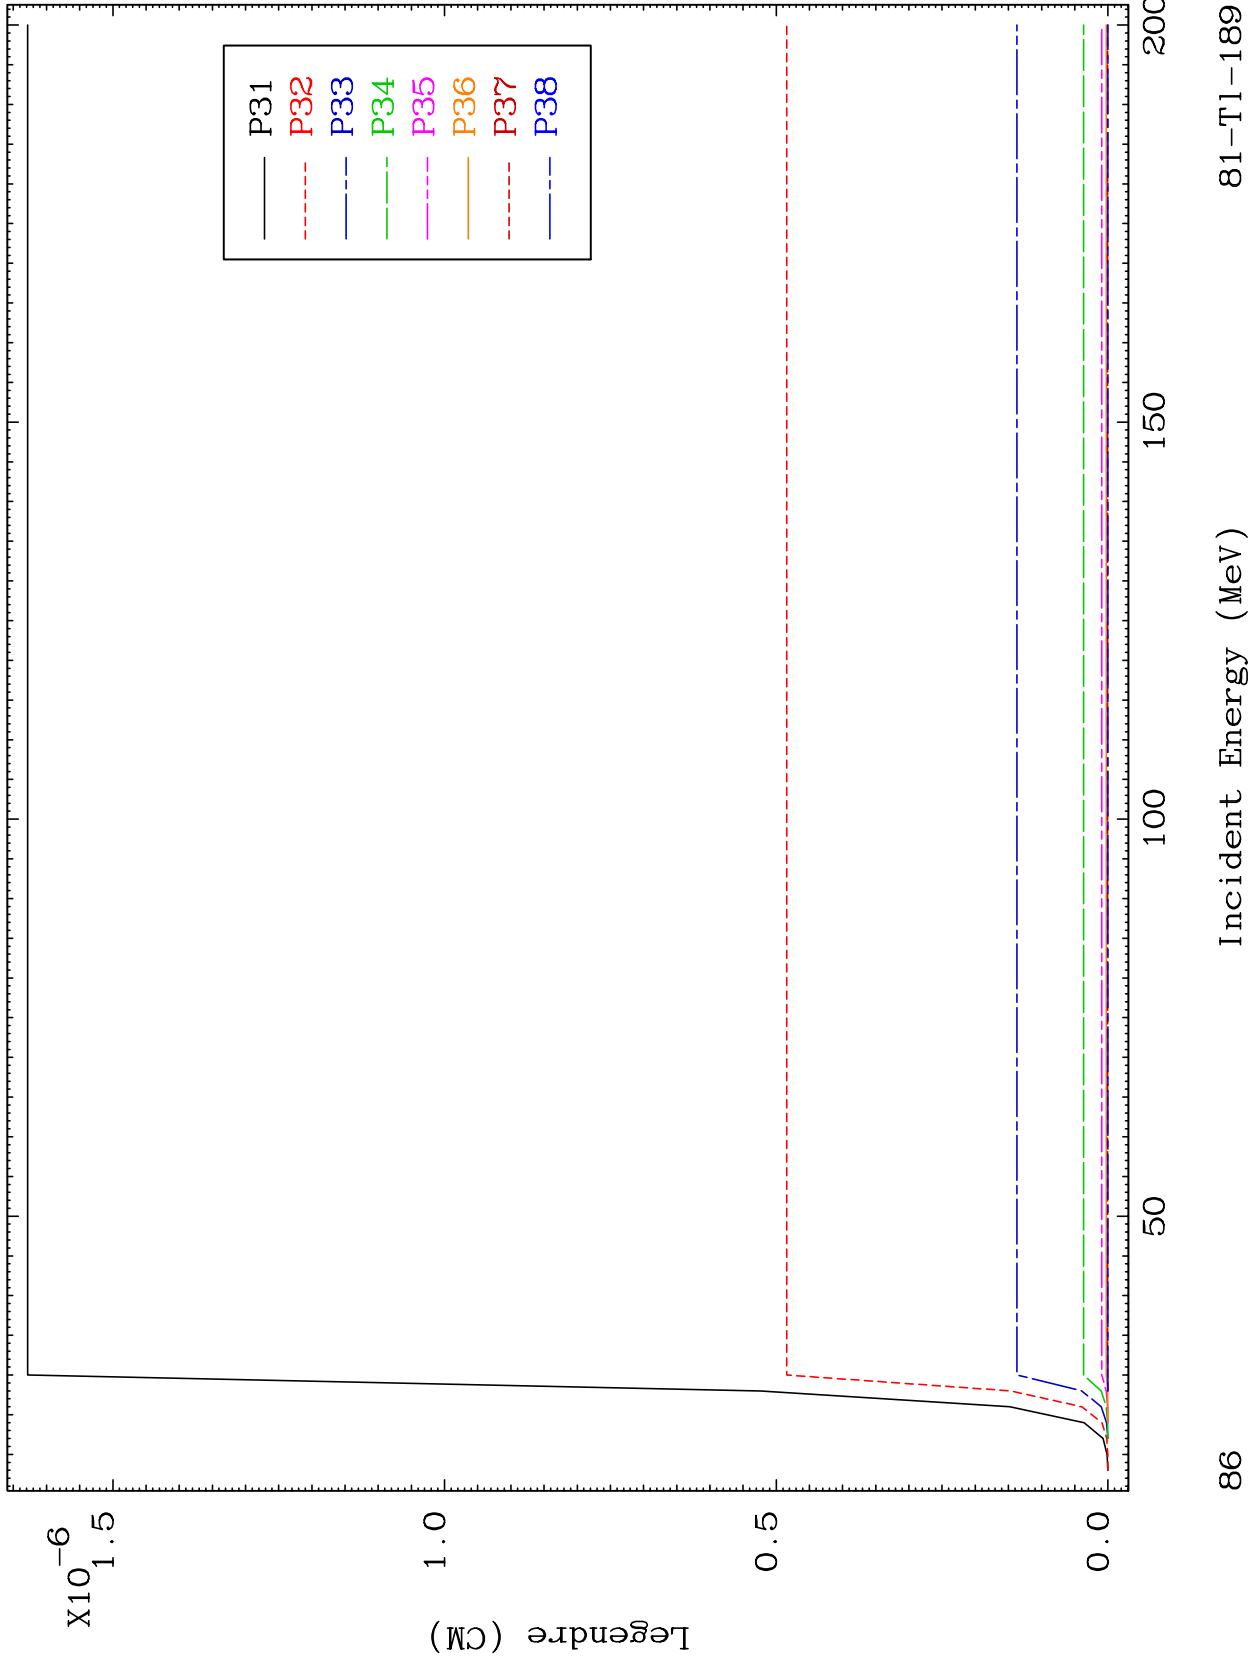 X10-6
1.5
1.0
0.5
0.0
Legendre (CM)
P31
P32
P33
P34
P35
P36
P37
P38
50
100
150
200
Incident Energy (MeV)
86
81-Tl-189